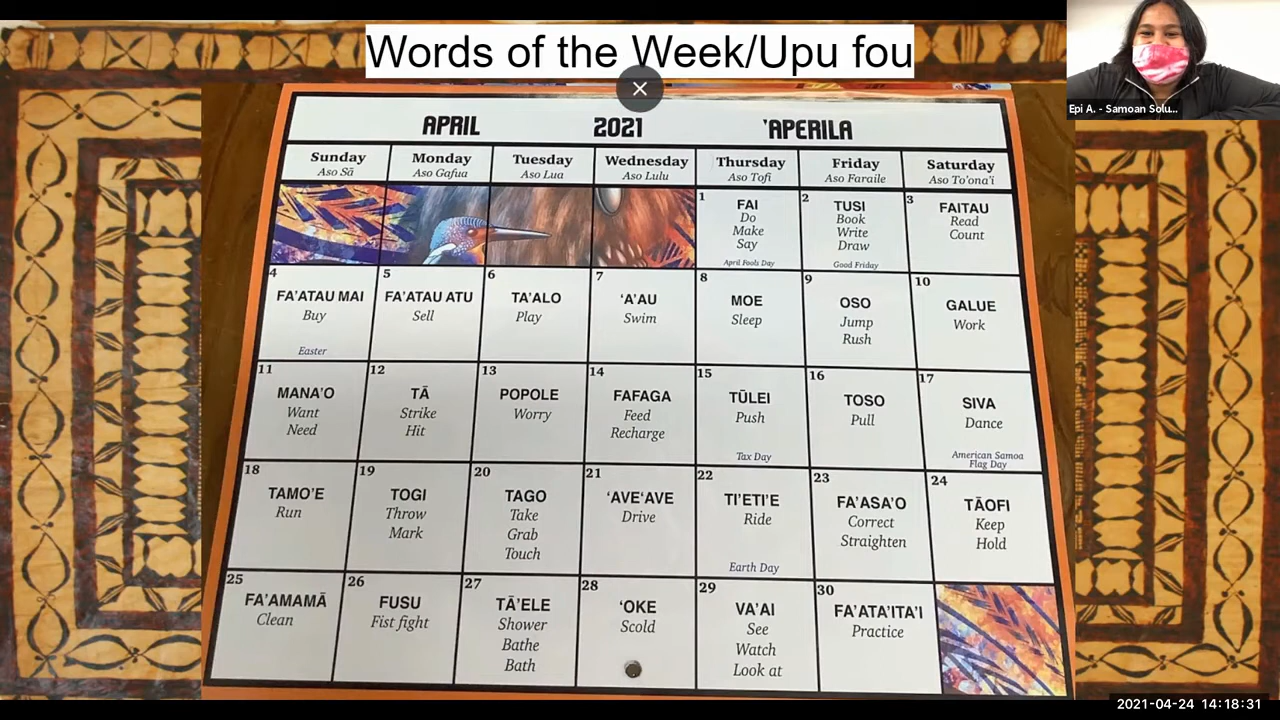 Words of the Week/Upu fou
Epi A. - Samoan Solu...
APRIL 2021 'APERILA
Sunday Monday Tuesday Wednesday Thursday Friday Saturday
Aso Sā Aso Gafua Aso Lua Aso Lulu Aso Tofi Aso Faraile Aso To'ona'i
1
FAI
Do
Make
Say
April Fools Day
2
TUSI
Book
Write
Draw
Good Friday
3
FAITAU
Read
Count
4
FA'ATAU MAI
Buy
Easter
5
FA'ATAU ATU
Sell
6
TA'ALO
Play
7
'A'AU
Swim
8
MOE
Sleep
9
OSO
Jump
Rush
10
GALUE
Work
11
MANA'O
Want
Need
12
TĀ
Strike
Hit
13
POPOLE
Worry
14
FAFAGA
Feed
Recharge
15
TŪLEI
Push
Tax Day
16
TOSO
Pull
17
SIVA
Dance
American Samoa
Flag Day
18
TAMO'E
Run
19
TOGI
Throw
Mark
20
TAGO
Take
Grab
Touch
21
'AVE'AVE
Drive
22
TI'ETI'E
Ride
Earth Day
23
FA'ASA'O
Correct
Straighten
24
TĀOFI
Keep
Hold
25
FA'AMAMĀ
Clean
26
FUSU
Fist fight
27
TĀ'ELE
Shower
Bathe
Bath
28
'OKE
Scold
29
VA'AI
See
Watch
Look at
30
FA'ATA'ITA'I
Practice
2021-04-24 14:18:31